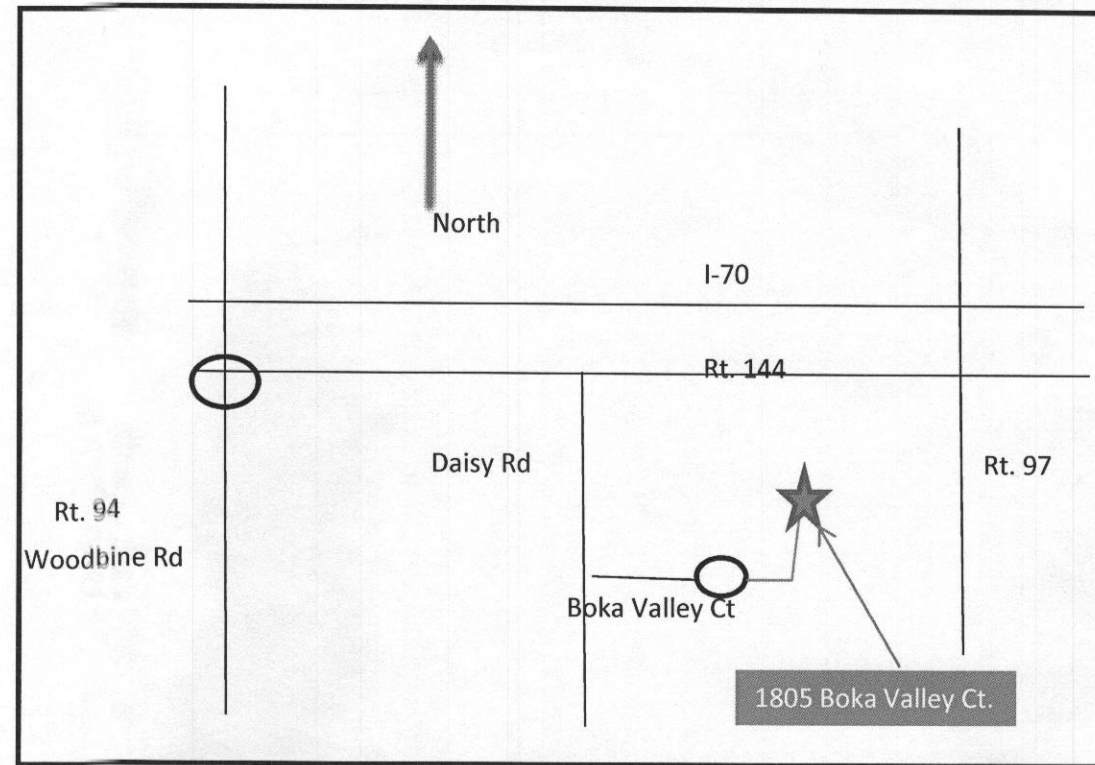 North
I-70
Rt. 144
Daisy Rd
Rt. 97
Rt. 94
Woodbine Rd
Boka Valley Ct
1805 Boka Valley Ct.